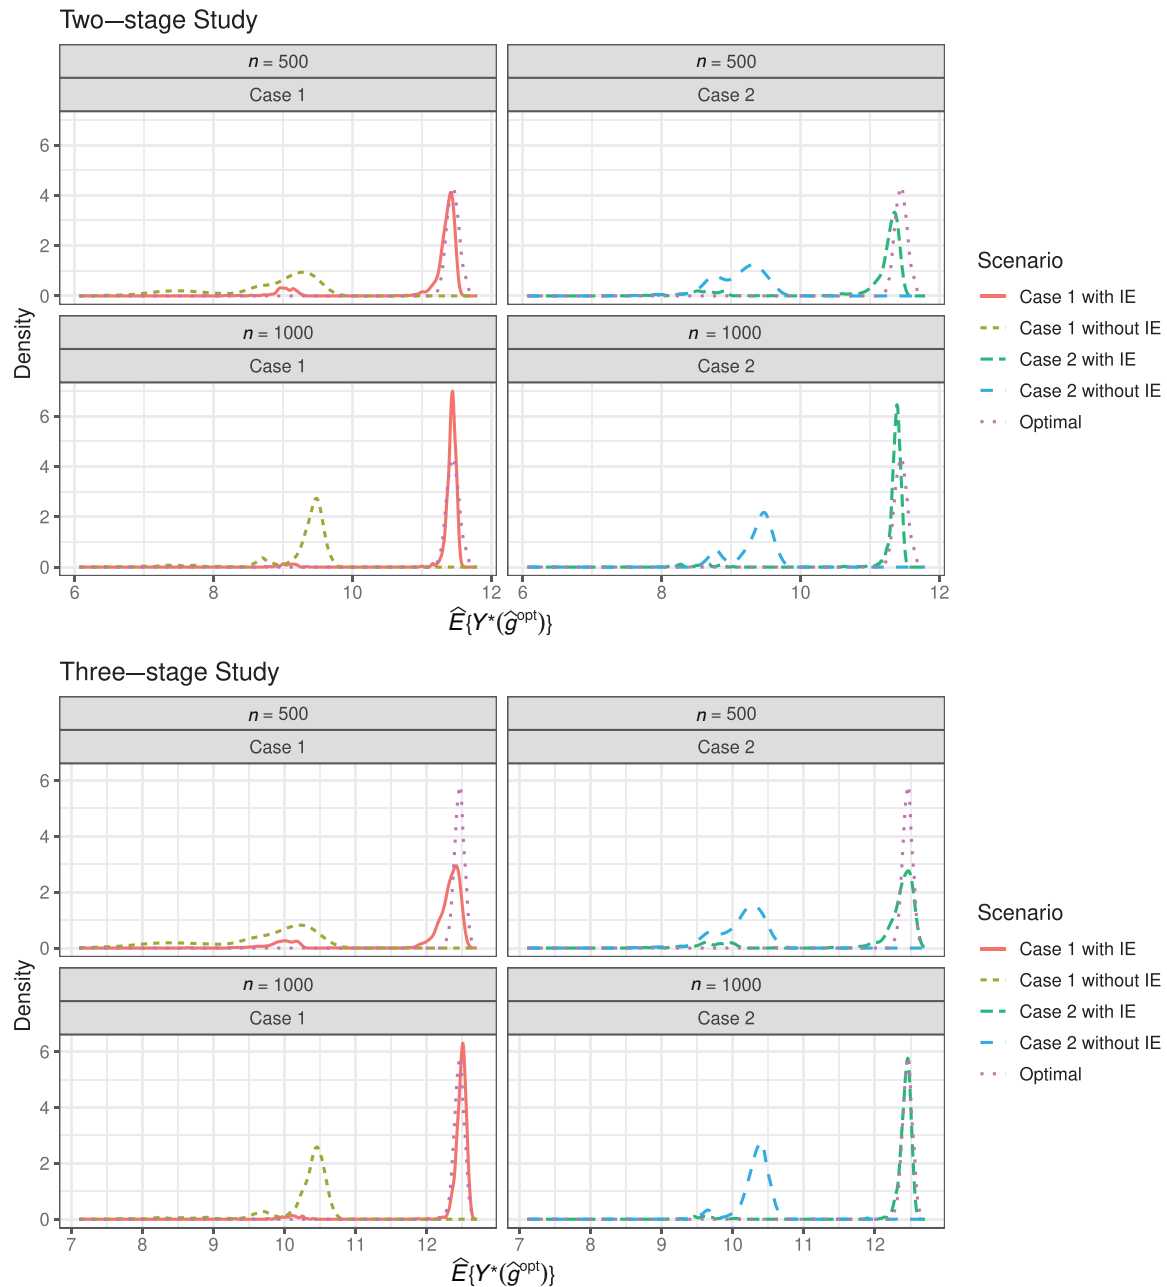 Two—stage Study
n = 500
n = 500
Case 1
Case 2
6
4
2
0
n = 1000
n = 1000
Case 1
Case 2
6
4
2
0
6 8 10 12
6 8 10 12
Density
Ê{Y*(ĝ^opt)}
Scenario
Case 1 with IE
Case 1 without IE
Case 2 with IE
Case 2 without IE
Optimal
Three—stage Study
n = 500
n = 500
Case 1
Case 2
6
4
2
0
n = 1000
n = 1000
Case 1
Case 2
6
4
2
0
7 8 9 10 11 12
7 8 9 10 11 12
Density
Ê{Y*(ĝ^opt)}
Scenario
Case 1 with IE
Case 1 without IE
Case 2 with IE
Case 2 without IE
Optimal